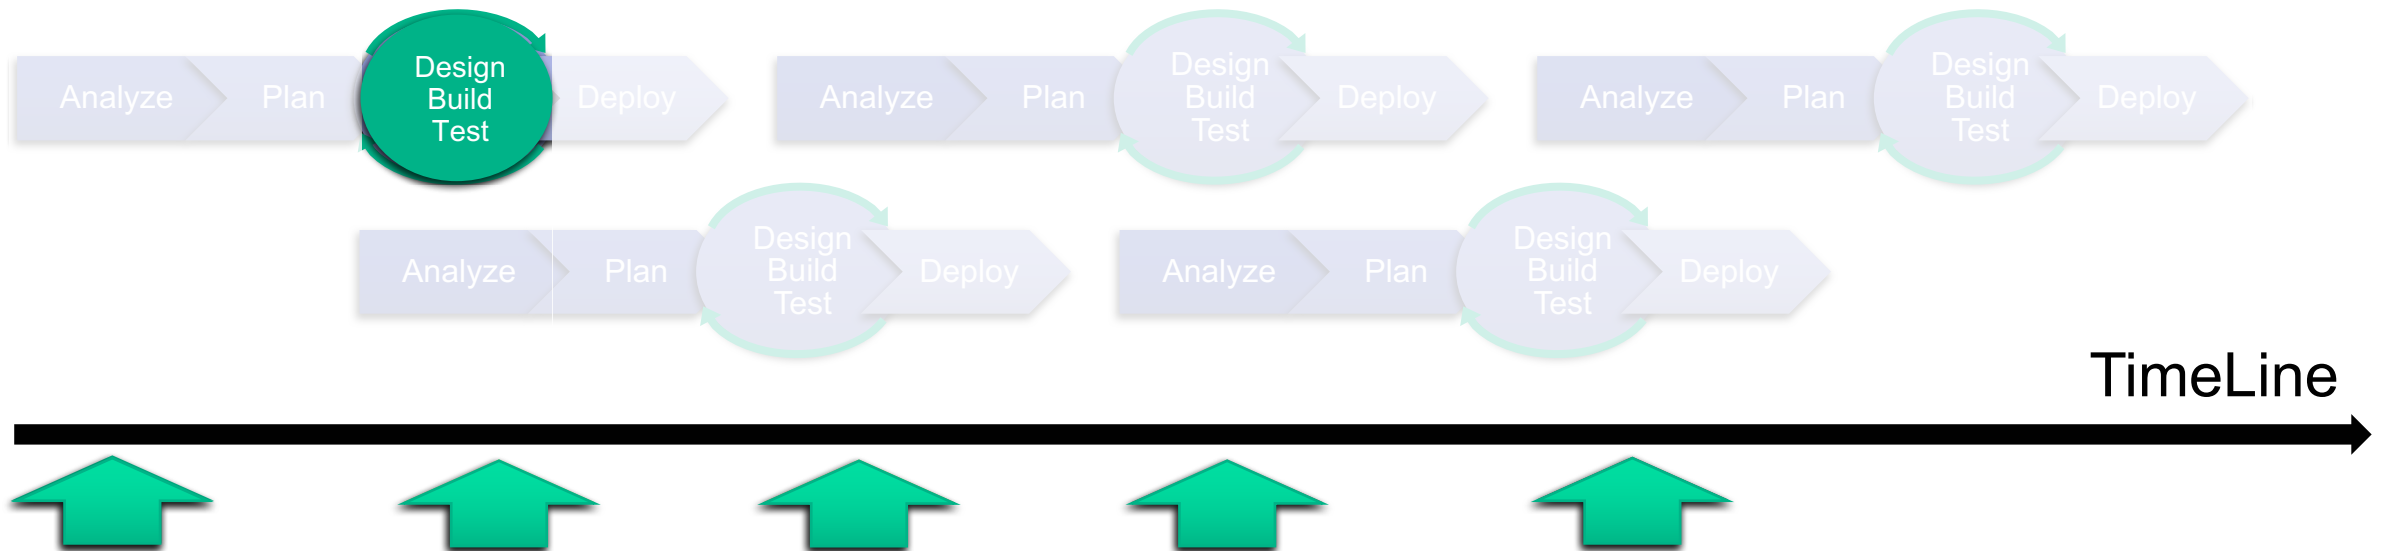 Analyze
Plan
Design
Build
Test
Deploy
Analyze
Plan
Design
Build
Test
Deploy
Analyze
Plan
Design
Build
Test
Deploy
Analyze
Plan
Design
Build
Test
Deploy
Analyze
Plan
Design
Build
Test
Deploy
TimeLine